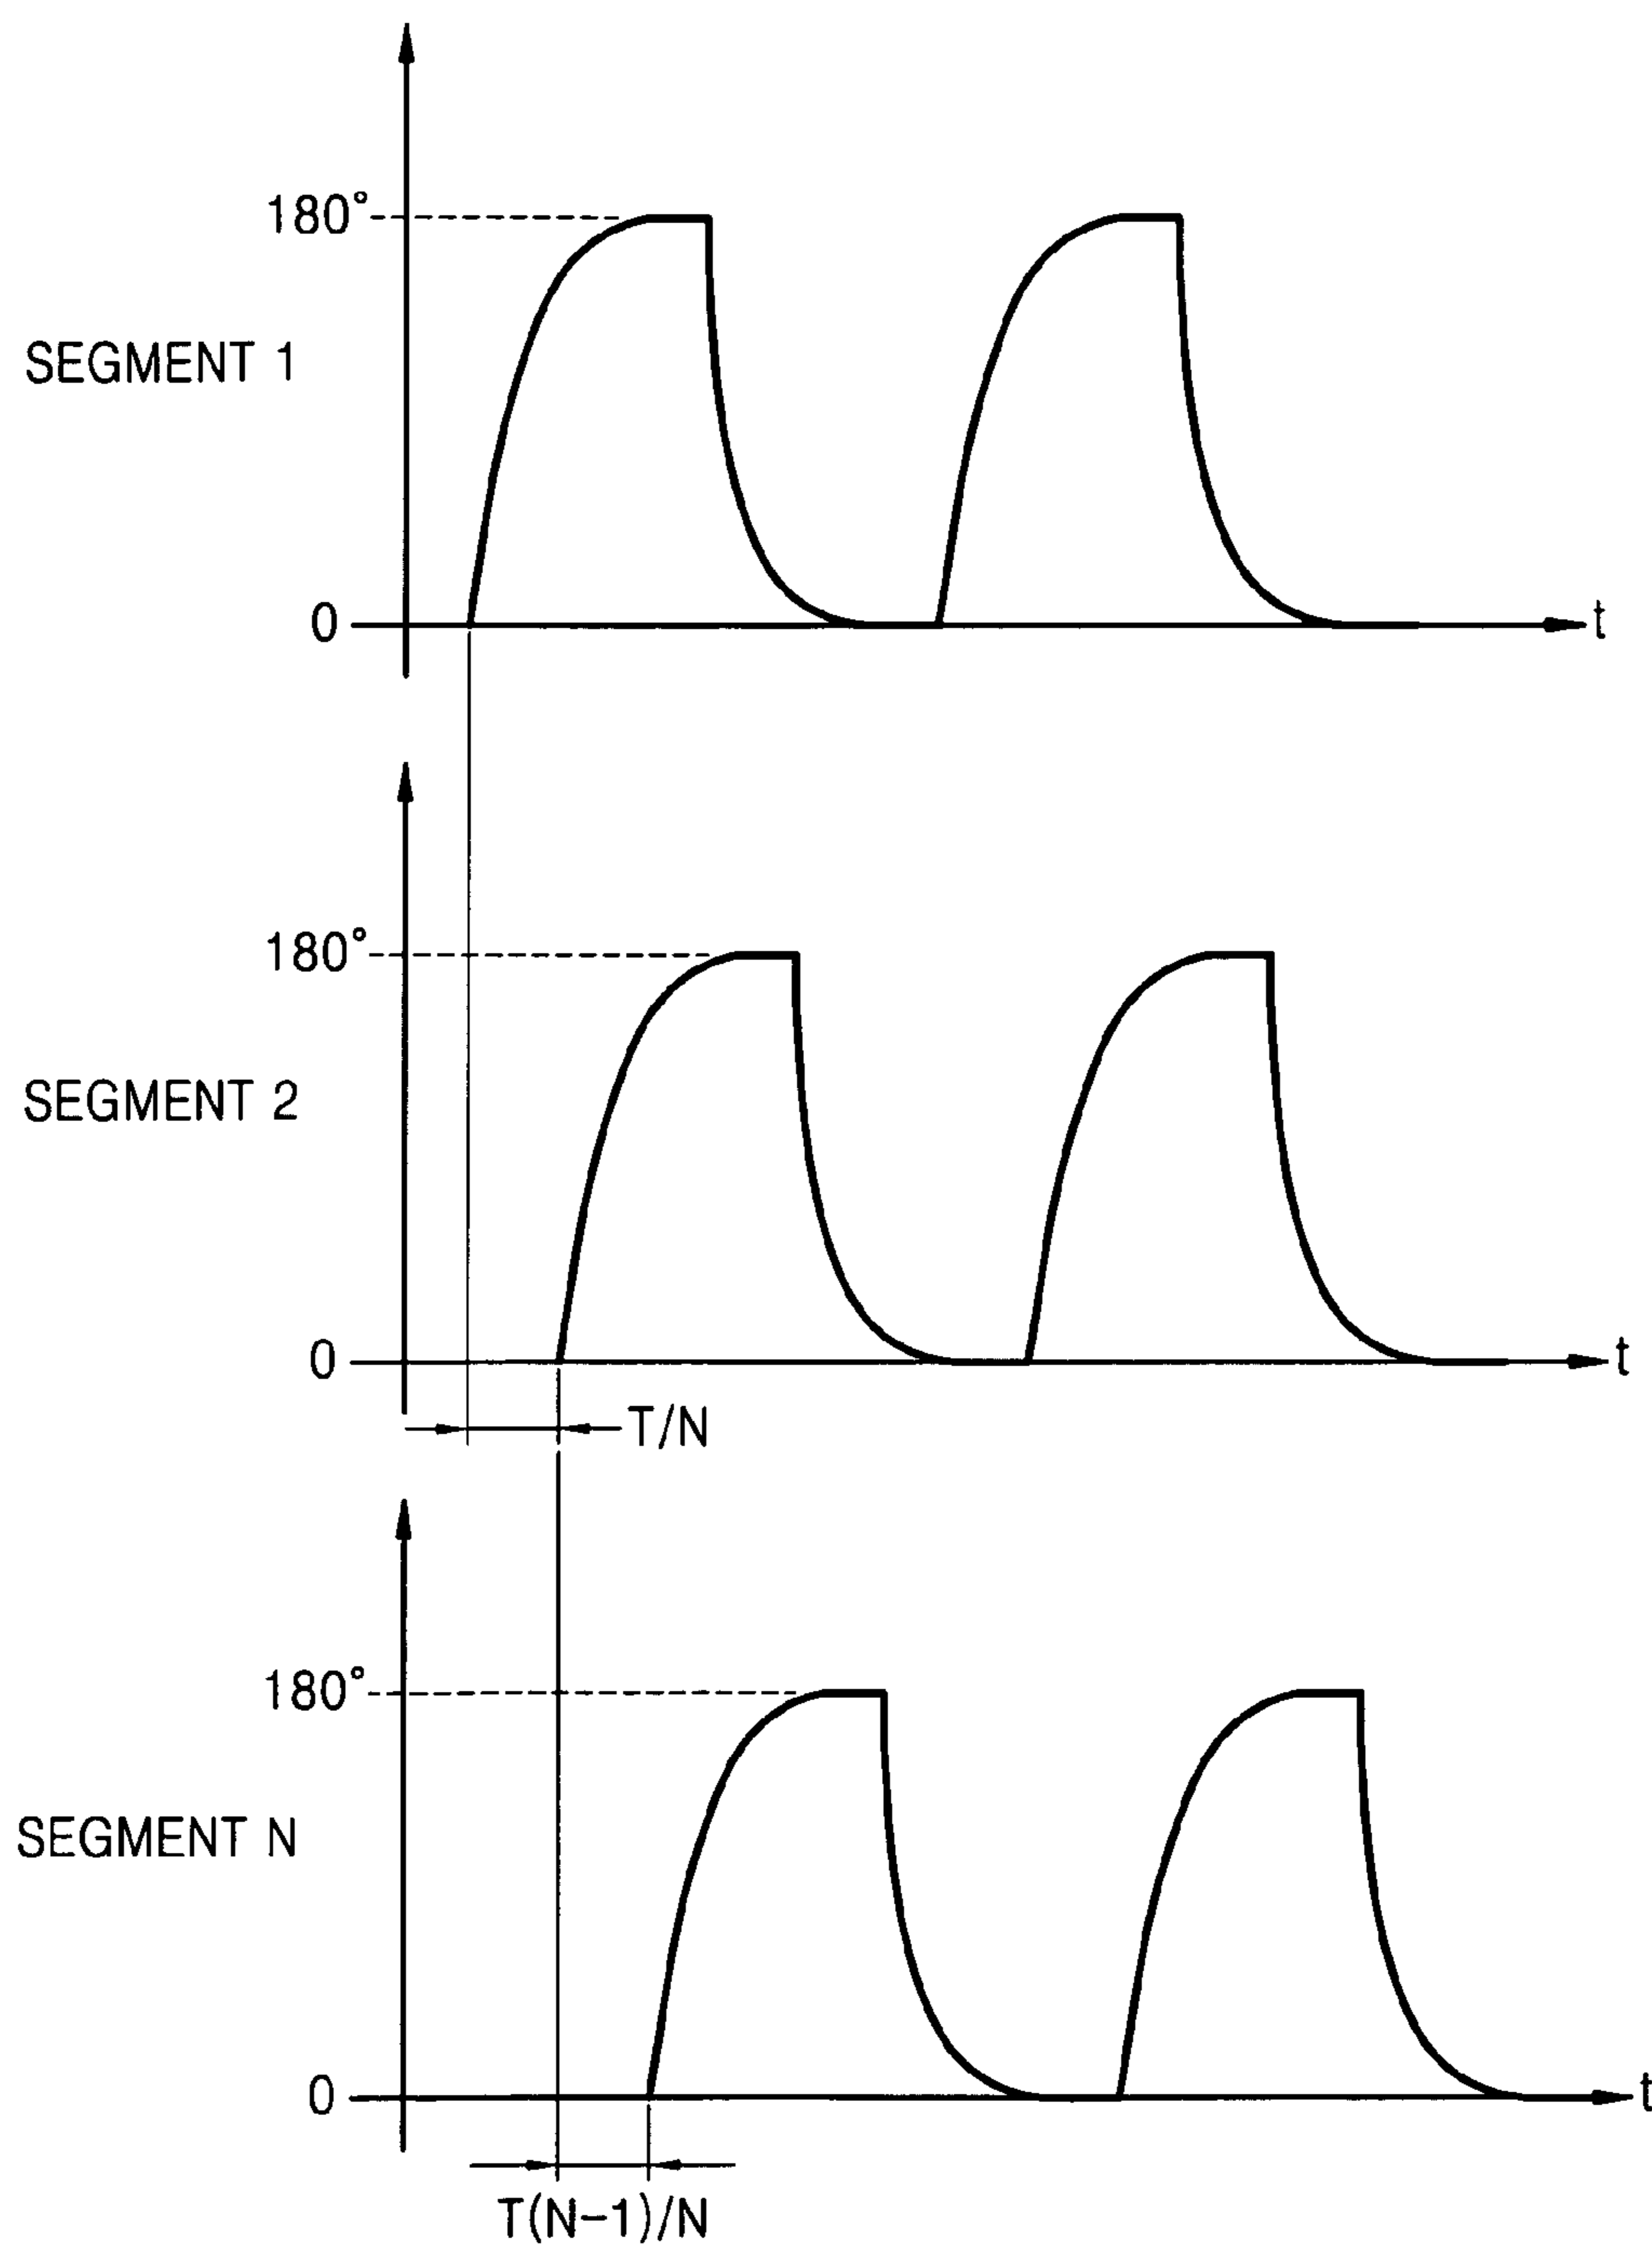 180°
SEGMENT 1
0
t
180°
SEGMENT 2
0
t
T/N
180°
SEGMENT N
0
t
T(N-1)/N